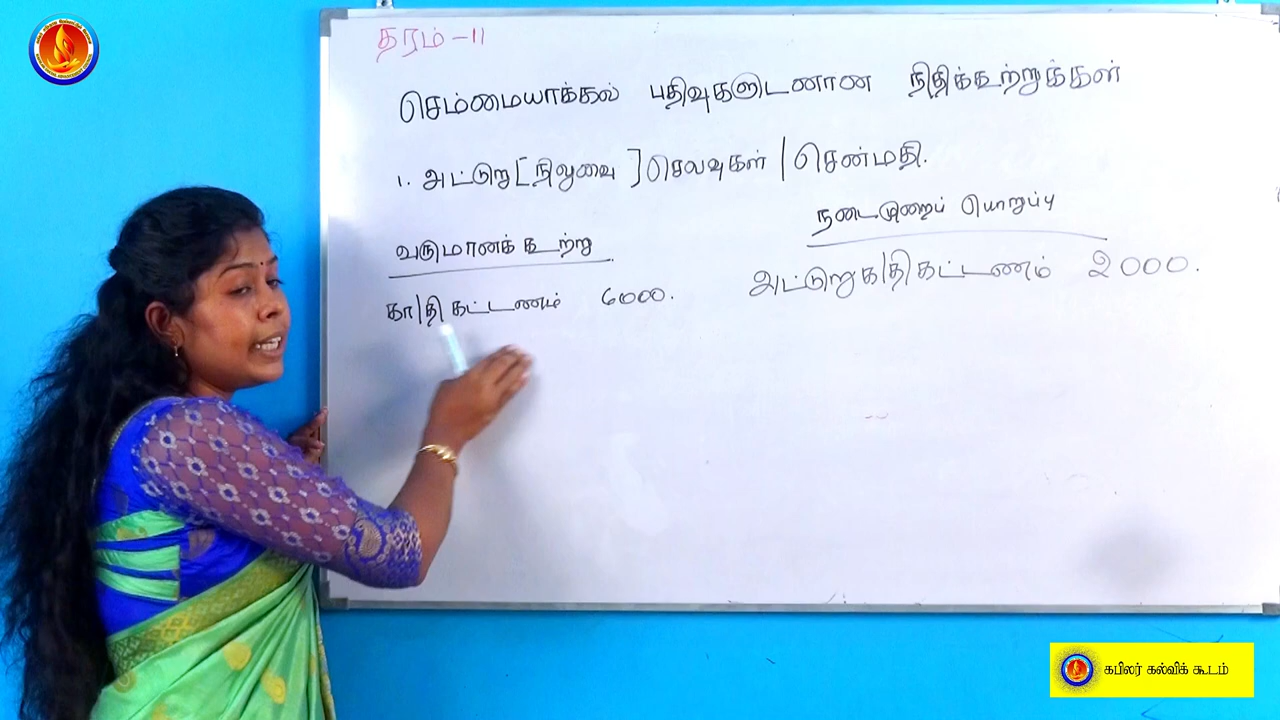 தரம் -11
செம்மையாக்கல் பதிவுகளுடனான நிதிக்கூற்றுக்கள்
1. அட்டுறு [நிலுவை] செலவுகள் / சென்மதி.
நடைமுறைப் பொறுப்பு
வருமானக் கூற்று
அட்டுறுகா/தி கட்டணம் 2000.
கா/தி கட்டணம் 6000.
கபிலர் கல்விக் கூடம்